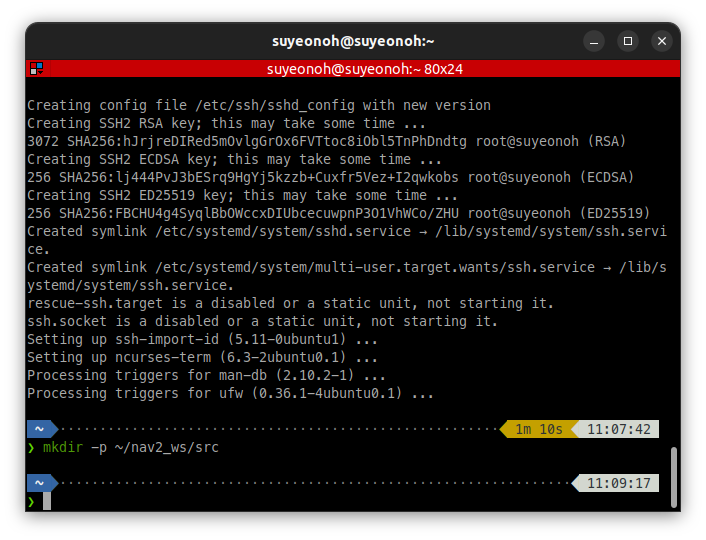 suyeonoh@suyeonoh:~
suyeonoh@suyeonoh:~ 80x24
Creating config file /etc/ssh/sshd_config with new version
Creating SSH2 RSA key; this may take some time ...
3072 SHA256:hJrjreDIRed5mOvlgGrOx6FVTtoc8iObl5TnPhDndtg root@suyeonoh (RSA)
Creating SSH2 ECDSA key; this may take some time ...
256 SHA256:lj444PvJ3bESrq9HgYj5kzzb+Cuxfr5Vez+I2qwkobs root@suyeonoh (ECDSA)
Creating SSH2 ED25519 key; this may take some time ...
256 SHA256:FBCHU4g4SyqlBbOWccxDIUbcecuwpnP3O1VhWCo/ZHU root@suyeonoh (ED25519)
Created symlink /etc/systemd/system/sshd.service → /lib/systemd/system/ssh.servi
ce.
Created symlink /etc/systemd/system/multi-user.target.wants/ssh.service → /lib/s
ystemd/system/ssh.service.
rescue-ssh.target is a disabled or a static unit, not starting it.
ssh.socket is a disabled or a static unit, not starting it.
Setting up ssh-import-id (5.11-0ubuntu1) ...
Setting up ncurses-term (6.3-2ubuntu0.1) ...
Processing triggers for man-db (2.10.2-1) ...
Processing triggers for ufw (0.36.1-4ubuntu0.1) ...
~ 1m 10s 11:07:42
❯ mkdir -p ~/nav2_ws/src
~ 11:09:17
❯